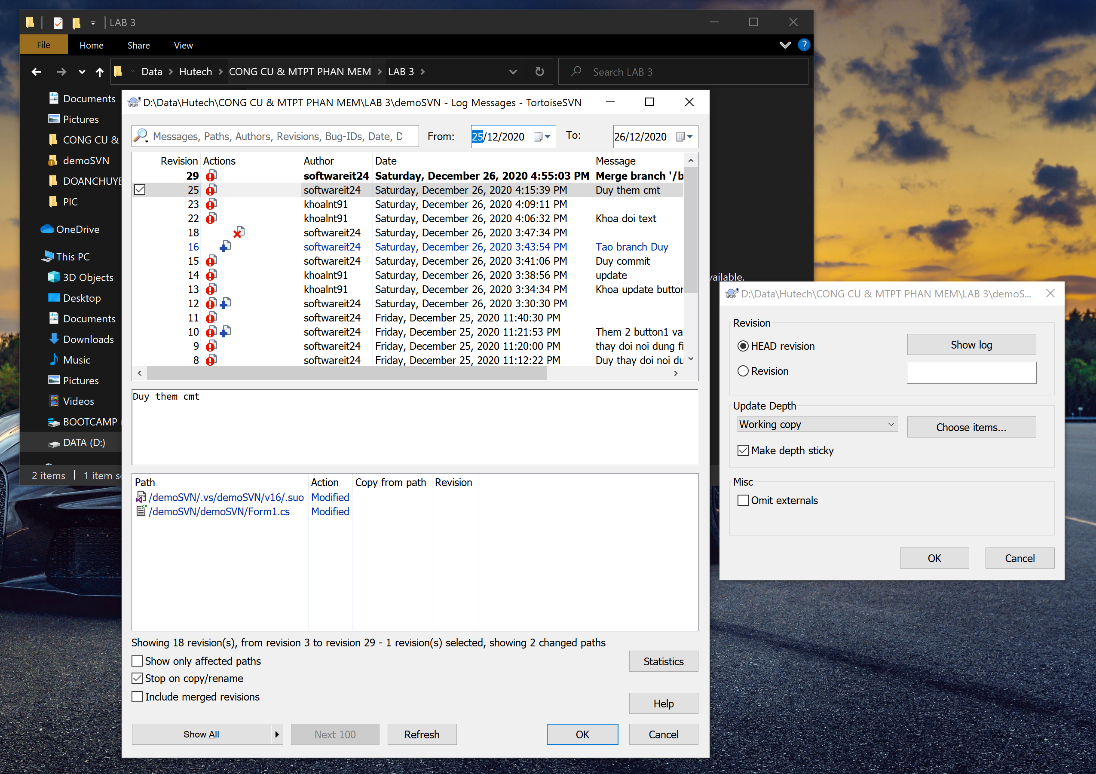 LAB 3
File Home Share View
Data Hutech CONG CU & MTPT PHAN MEM LAB 3
Search LAB 3
Documents
Pictures
CONG CU &
demoSVN
DOANCHUYE
PIC
OneDrive
This PC
3D Objects
Desktop
Documents
Downloads
Music
Pictures
Videos
BOOTCAMP
DATA (D:)
2 items 1 item s
vailable.
D:\Data\Hutech\CONG CU & MTPT PHAN MEM\LAB 3\demoSVN - Log Messages - TortoiseSVN
Messages, Paths, Authors, Revisions, Bug-IDs, Date, D
From: 25/12/2020 To: 26/12/2020
Revision Actions Author Date Message
29 softwareit24 Saturday, December 26, 2020 4:55:03 PM Merge branch '/b
25 softwareit24 Saturday, December 26, 2020 4:15:39 PM Duy them cmt
23 khoalnt91 Saturday, December 26, 2020 4:09:11 PM
22 khoalnt91 Saturday, December 26, 2020 4:06:32 PM Khoa doi text
18 softwareit24 Saturday, December 26, 2020 3:47:34 PM
16 softwareit24 Saturday, December 26, 2020 3:43:54 PM Tao branch Duy
15 softwareit24 Saturday, December 26, 2020 3:41:06 PM Duy commit
14 khoalnt91 Saturday, December 26, 2020 3:38:56 PM update
13 khoalnt91 Saturday, December 26, 2020 3:34:34 PM Khoa update button
12 softwareit24 Saturday, December 26, 2020 3:30:30 PM
11 softwareit24 Friday, December 25, 2020 11:40:30 PM
10 softwareit24 Friday, December 25, 2020 11:21:53 PM Them 2 button1 va
9 softwareit24 Friday, December 25, 2020 11:20:00 PM thay doi noi dung fi
8 softwareit24 Friday, December 25, 2020 11:12:22 PM Duy thay doi noi du
Duy them cmt
Path Action Copy from path Revision
/demoSVN/.vs/demoSVN/v16/.suo Modified
/demoSVN/demoSVN/Form1.cs Modified
Showing 18 revision(s), from revision 3 to revision 29 - 1 revision(s) selected, showing 2 changed paths
Show only affected paths
Statistics
Stop on copy/rename
Include merged revisions
Help
Show All Next 100 Refresh OK Cancel
D:\Data\Hutech\CONG CU & MTPT PHAN MEM\LAB 3\demoS...
Revision
HEAD revision Show log
Revision
Update Depth
Working copy Choose items...
Make depth sticky
Misc
Omit externals
OK Cancel